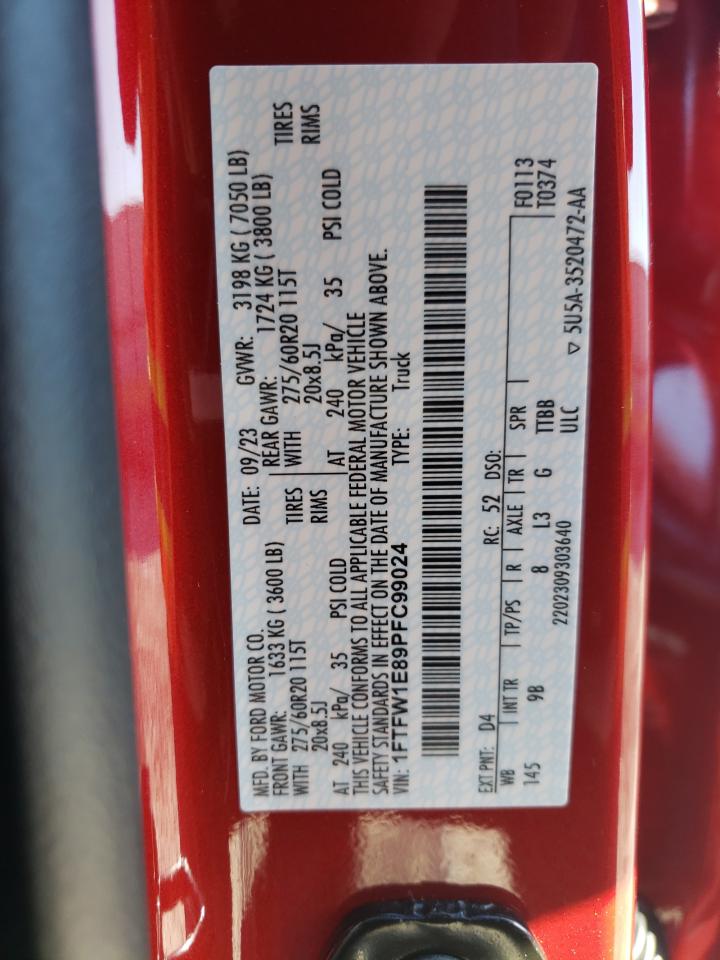 MFD. BY FORD MOTOR CO. DATE: 09/23 GVWR: 3198 KG ( 7050 LB)
FRONT GAWR: 1633 KG ( 3600 LB) REAR GAWR: 1724 KG ( 3800 LB)
WITH 275/60R20 115T TIRES WITH 275/60R20 115T TIRES
20x8.5J RIMS 20x8.5J RIMS
AT 240 kPa/ 35 PSI COLD AT 240 kPa/ 35 PSI COLD
THIS VEHICLE CONFORMS TO ALL APPLICABLE FEDERAL MOTOR VEHICLE
SAFETY STANDARDS IN EFFECT ON THE DATE OF MANUFACTURE SHOWN ABOVE.
VIN: 1FTFW1E89PFC99024 TYPE: Truck
EXT PNT: D4 RC: 52 DSO: F0113
WB INT TR TP/PS R AXLE TR SPR T0374
145 9B 8 L3 G TTBB
2202309303640 ULC ▽ 5U5A-3520472-AA